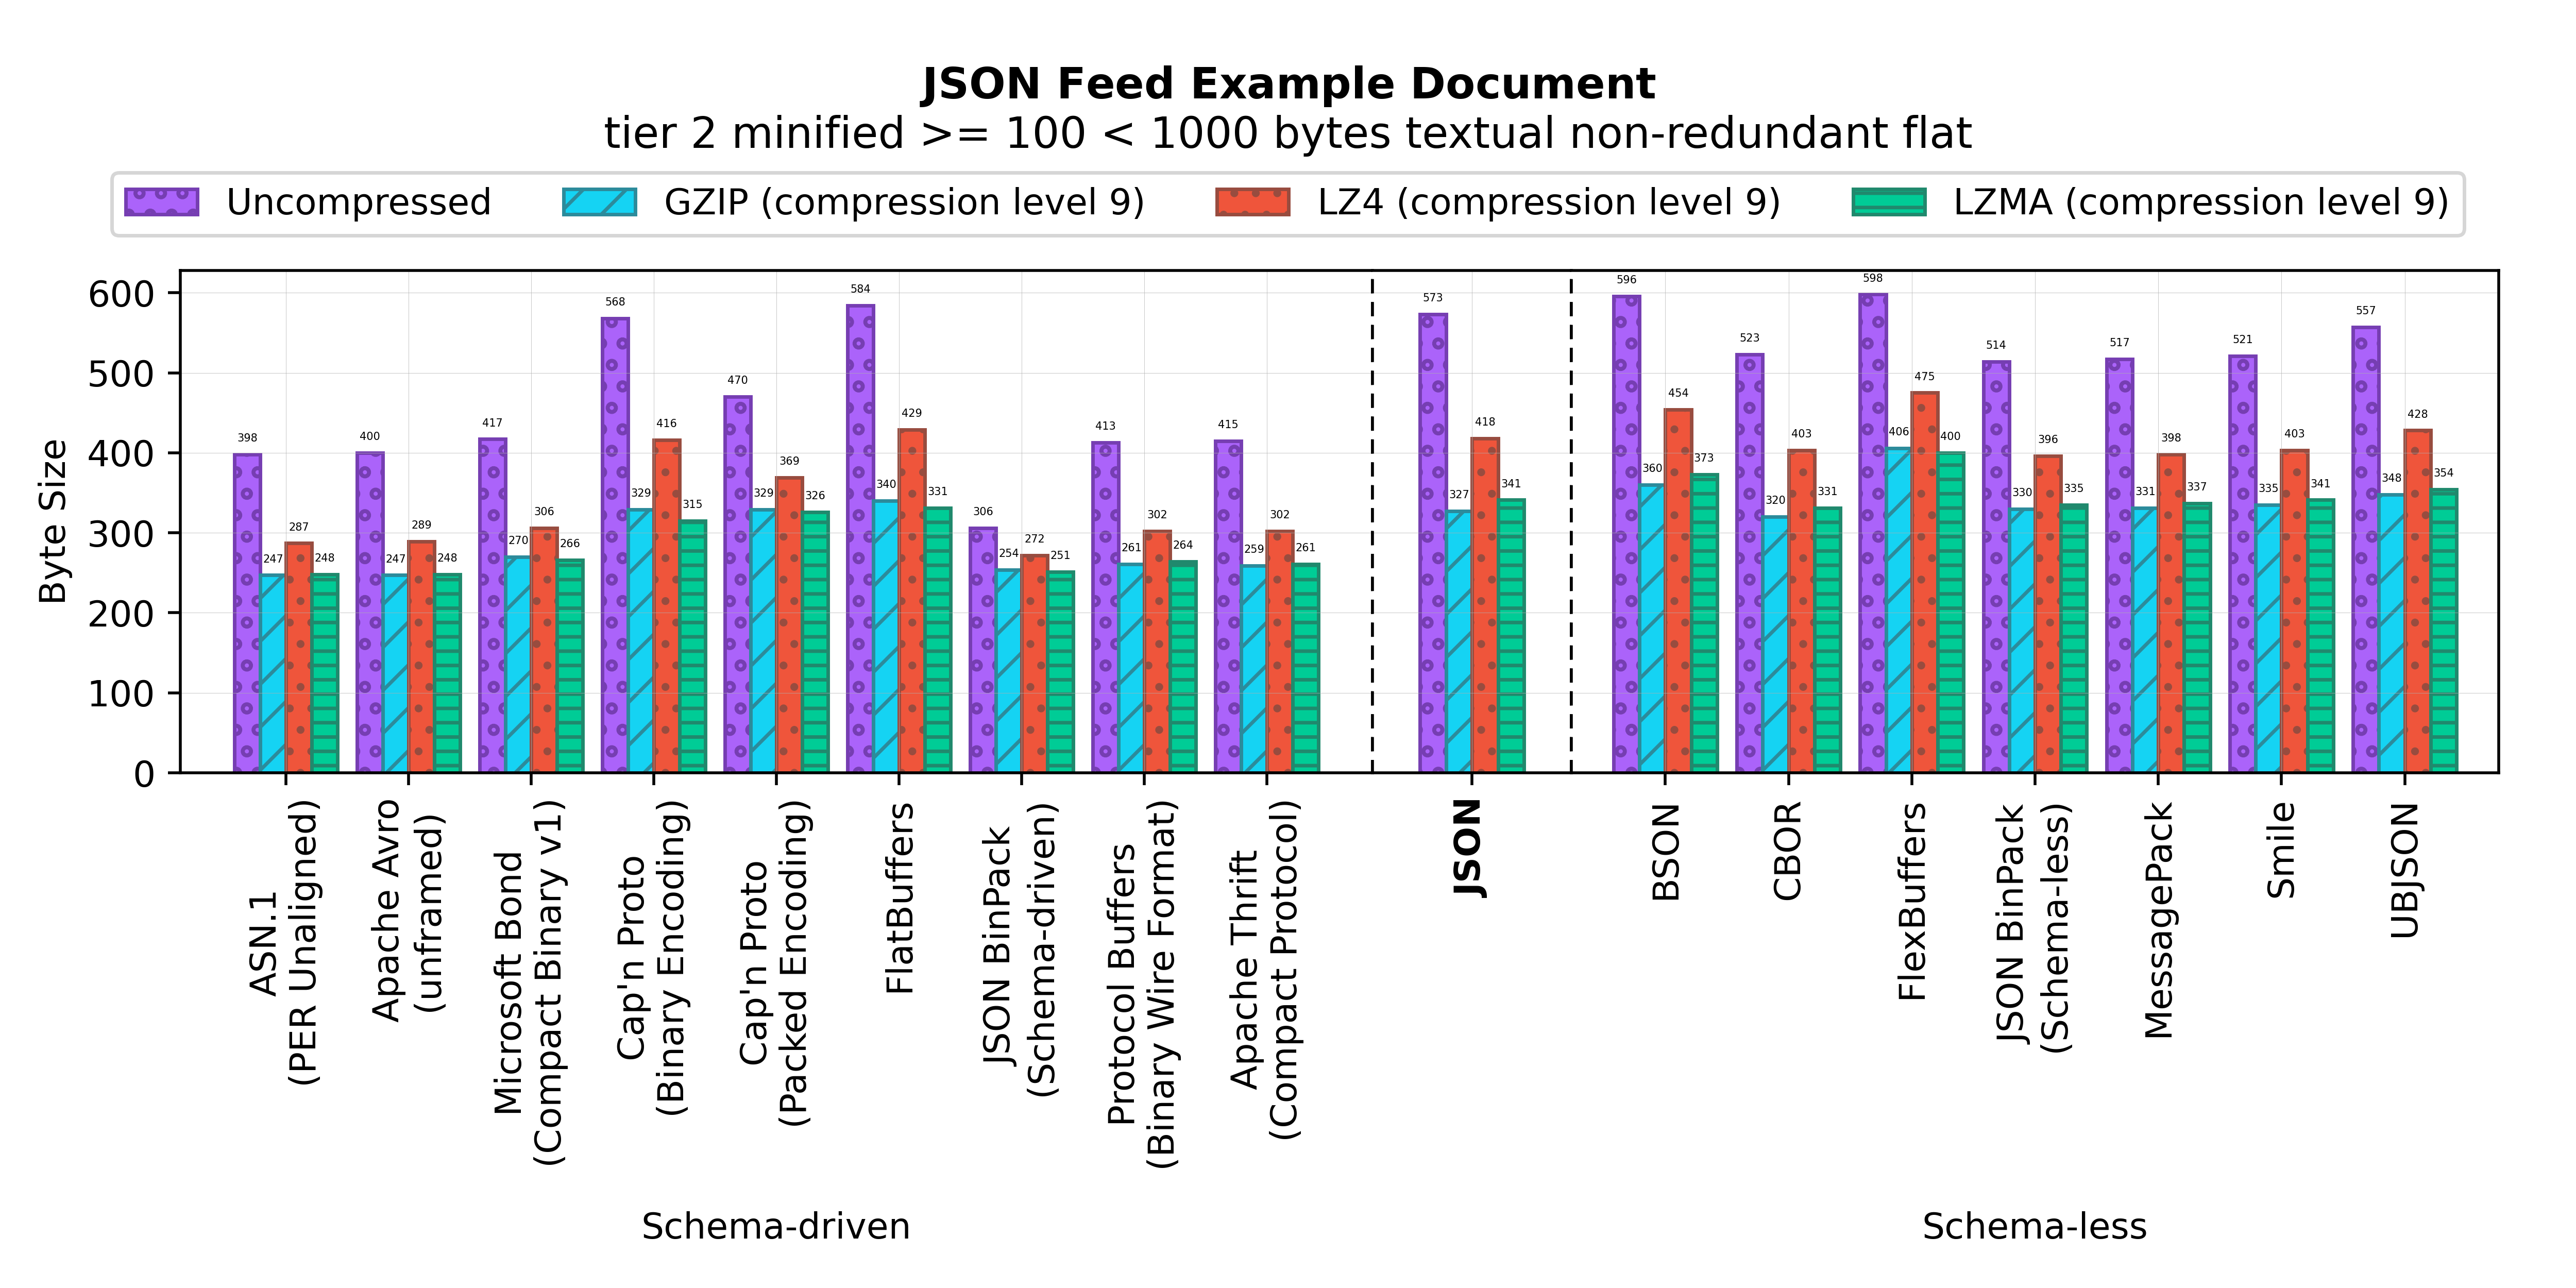 JSON Feed Example Document
tier 2 minified >= 100 < 1000 bytes textual non-redundant flat
Uncompressed
GZIP (compression level 9)
LZ4 (compression level 9)
LZMA (compression level 9)
Byte Size
600
500
400
300
200
100
0
398
247
287
248
400
247
289
248
417
270
306
266
568
329
416
315
470
329
369
326
584
340
429
331
306
254
272
251
413
261
302
264
415
259
302
261
573
327
418
341
596
360
454
373
523
320
403
331
598
406
475
400
514
330
396
335
517
331
398
337
521
335
403
341
557
348
428
354
ASN.1
(PER Unaligned)
Apache Avro
(unframed)
Microsoft Bond
(Compact Binary v1)
Cap'n Proto
(Binary Encoding)
Cap'n Proto
(Packed Encoding)
FlatBuffers
JSON BinPack
(Schema-driven)
Protocol Buffers
(Binary Wire Format)
Apache Thrift
(Compact Protocol)
JSON
BSON
CBOR
FlexBuffers
JSON BinPack
(Schema-less)
MessagePack
Smile
UBJSON
Schema-driven
Schema-less